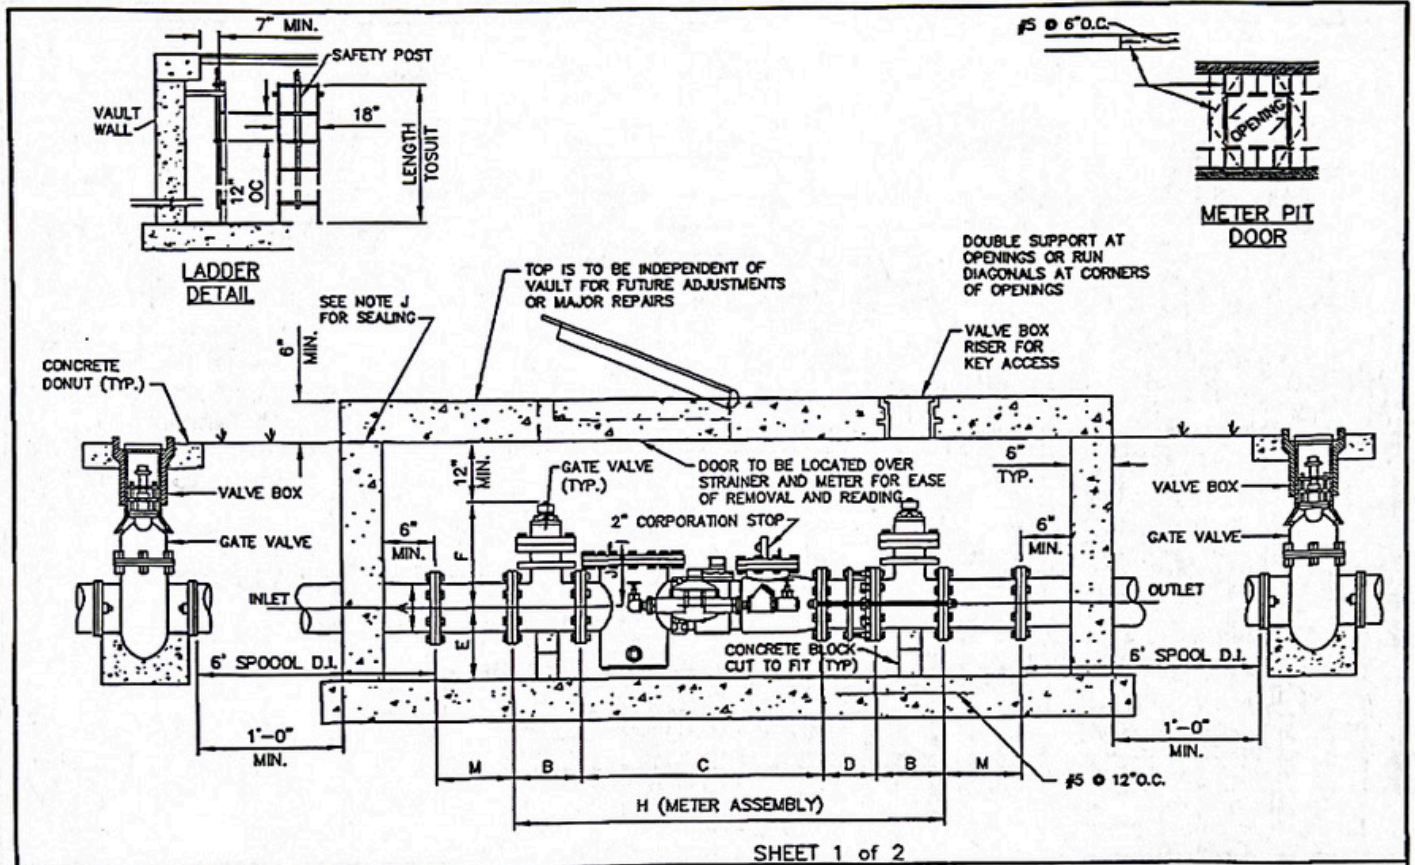 7" MIN.
SAFETY POST
VAULT
WALL
18"
LENGTH
TOSUIT
12"
OC
LADDER
DETAIL
#5 @ 6"O.C.
OPENING
METER PIT
DOOR
DOUBLE SUPPORT AT
OPENINGS OR RUN
DIAGONALS AT CORNERS
OF OPENINGS
TOP IS TO BE INDEPENDENT OF
VAULT FOR FUTURE ADJUSTMENTS
OR MAJOR REPAIRS
SEE NOTE J
FOR SEALING
6"
MIN.
VALVE BOX
RISER FOR
KEY ACCESS
CONCRETE
DONUT (TYP.)
12"
MIN.
GATE VALVE
(TYP.)
DOOR TO BE LOCATED OVER
STRAINER AND METER FOR EASE
OF REMOVAL AND READING
6"
TYP.
VALVE BOX
VALVE BOX
2" CORPORATION STOP
6"
MIN.
6"
MIN.
GATE VALVE
GATE VALVE
F
J
INLET
A
OUTLET
E
CONCRETE BLOCK
CUT TO FIT (TYP)
6' SPOCOL D.I.
6' SPOOL D.I.
1'-0"
MIN.
1'-0"
MIN.
M
B
C
D
B
M
#5 @ 12"O.C.
H (METER ASSEMBLY)
SHEET 1 of 2